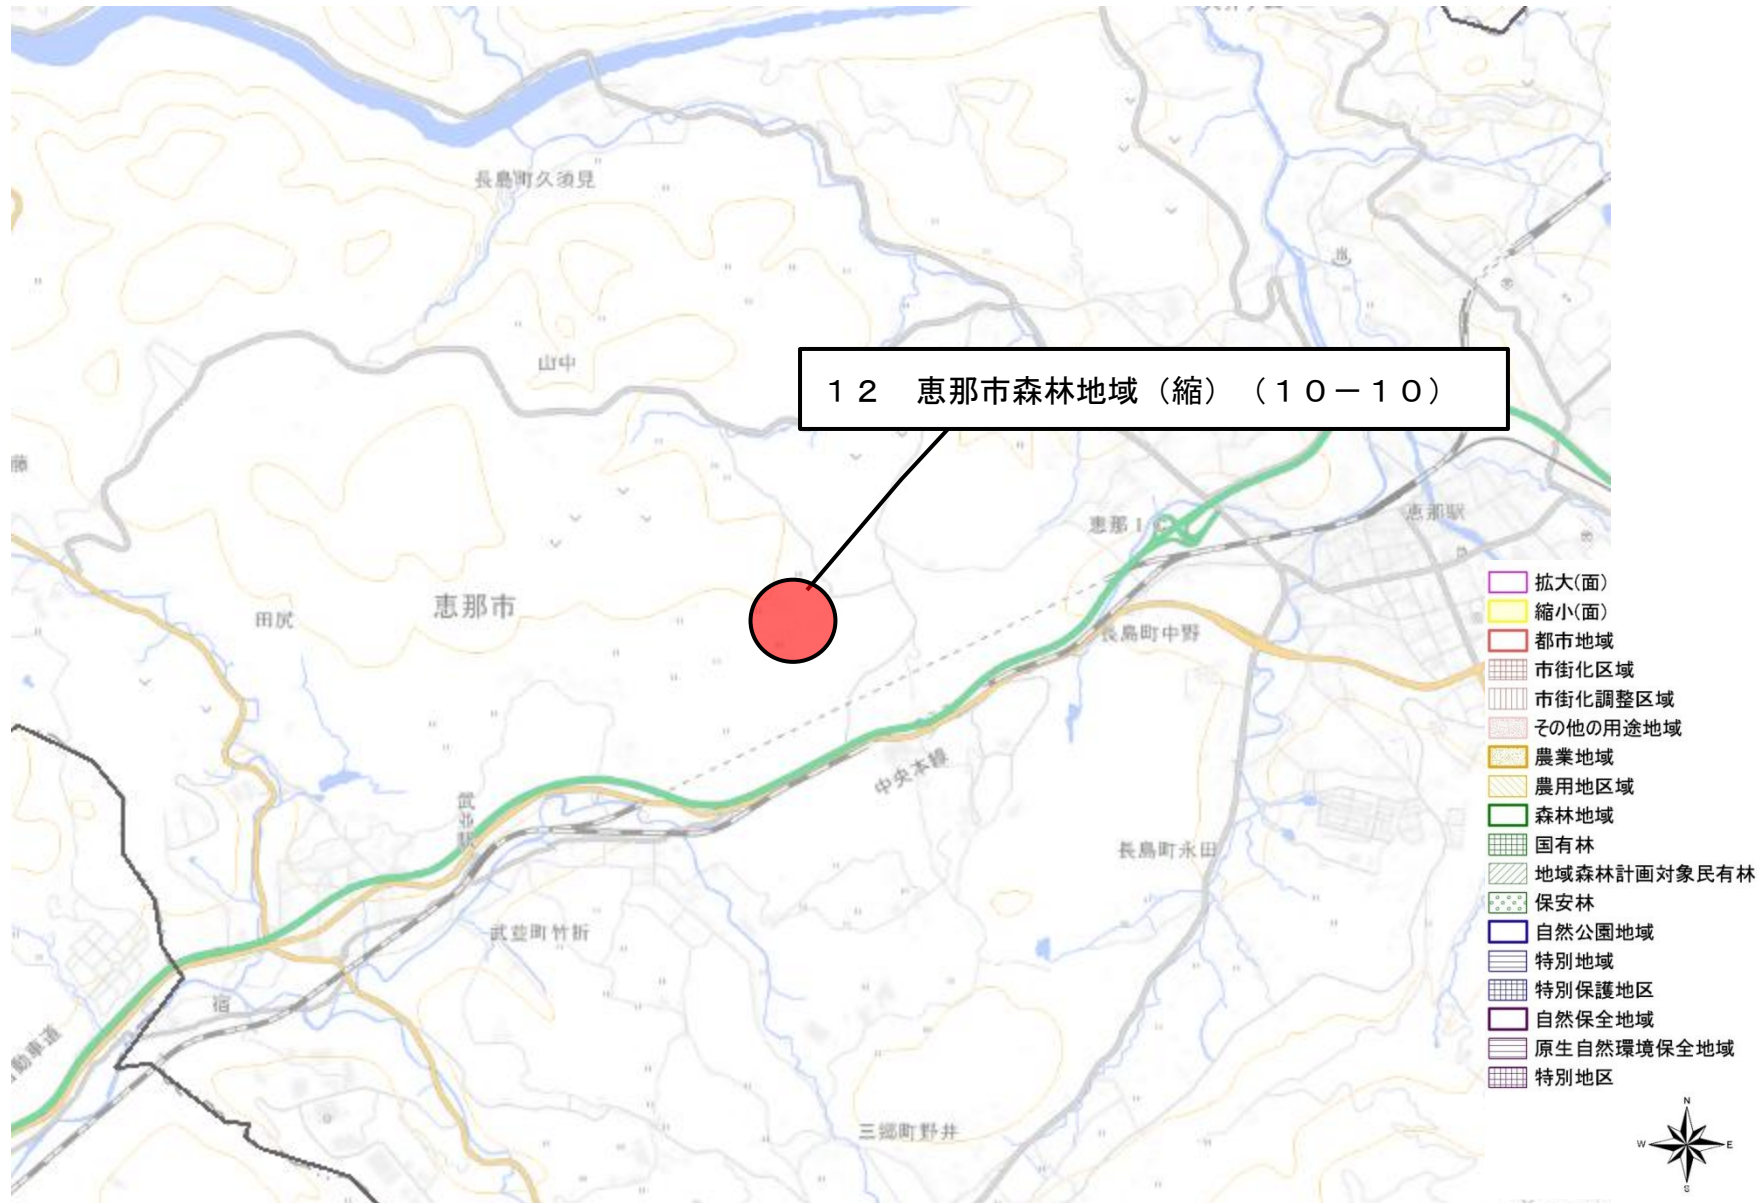 長島町久須見
山中
１２　恵那市森林地域（縮）（１０－１０）
藤
恵那ＩＣ
恵那駅
恵那市
田尻
長島町中野
中央本線
武並駅
長島町永田
武並町竹折
宿
動車道
三郷町野井
拡大(面)
縮小(面)
都市地域
市街化区域
市街化調整区域
その他の用途地域
農業地域
農用地区域
森林地域
国有林
地域森林計画対象民有林
保安林
自然公園地域
特別地域
特別保護地区
自然保全地域
原生自然環境保全地域
特別地区
N
W
E
S